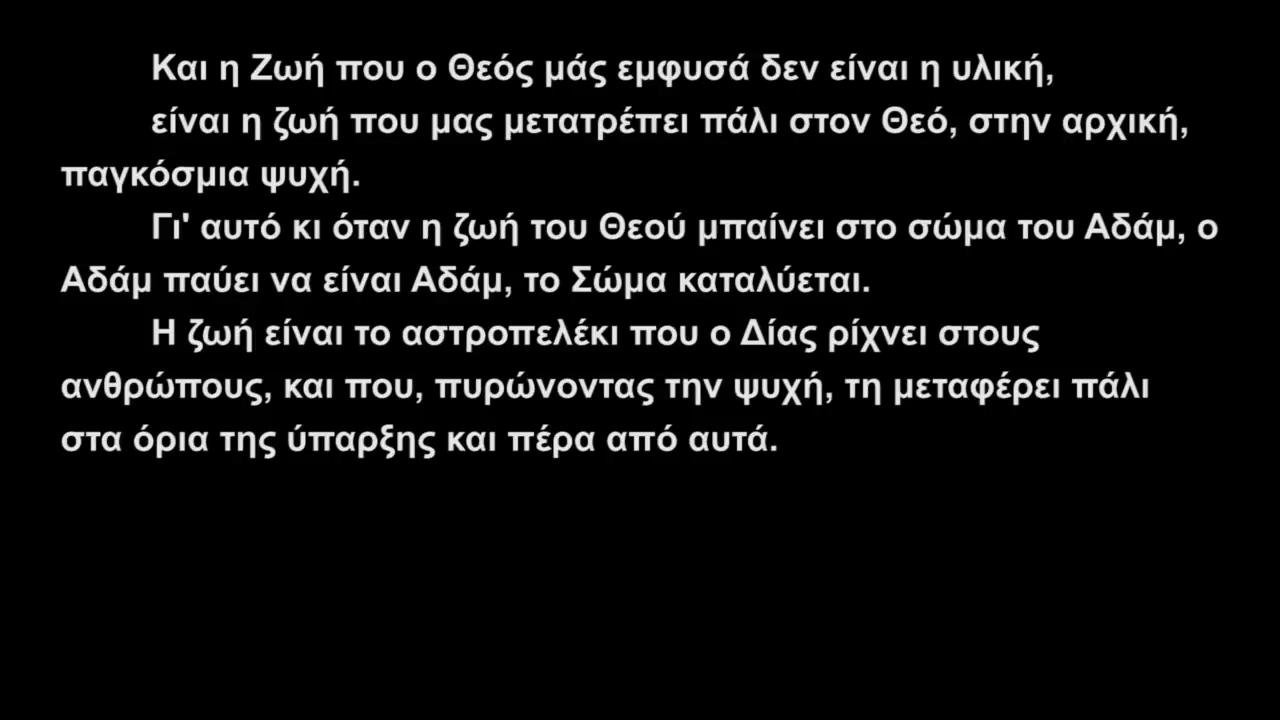 Και η Ζωή που ο Θεός μάς εμφυσά δεν είναι η υλική,
είναι η ζωή που μας μετατρέπει πάλι στον Θεό, στην αρχική,
παγκόσμια ψυχή.
Γι' αυτό κι όταν η ζωή του Θεού μπαίνει στο σώμα του Αδάμ, ο
Αδάμ παύει να είναι Αδάμ, το Σώμα καταλύεται.
Η ζωή είναι το αστροπελέκι που ο Δίας ρίχνει στους
ανθρώπους, και που, πυρώνοντας την ψυχή, τη μεταφέρει πάλι
στα όρια της ύπαρξης και πέρα από αυτά.